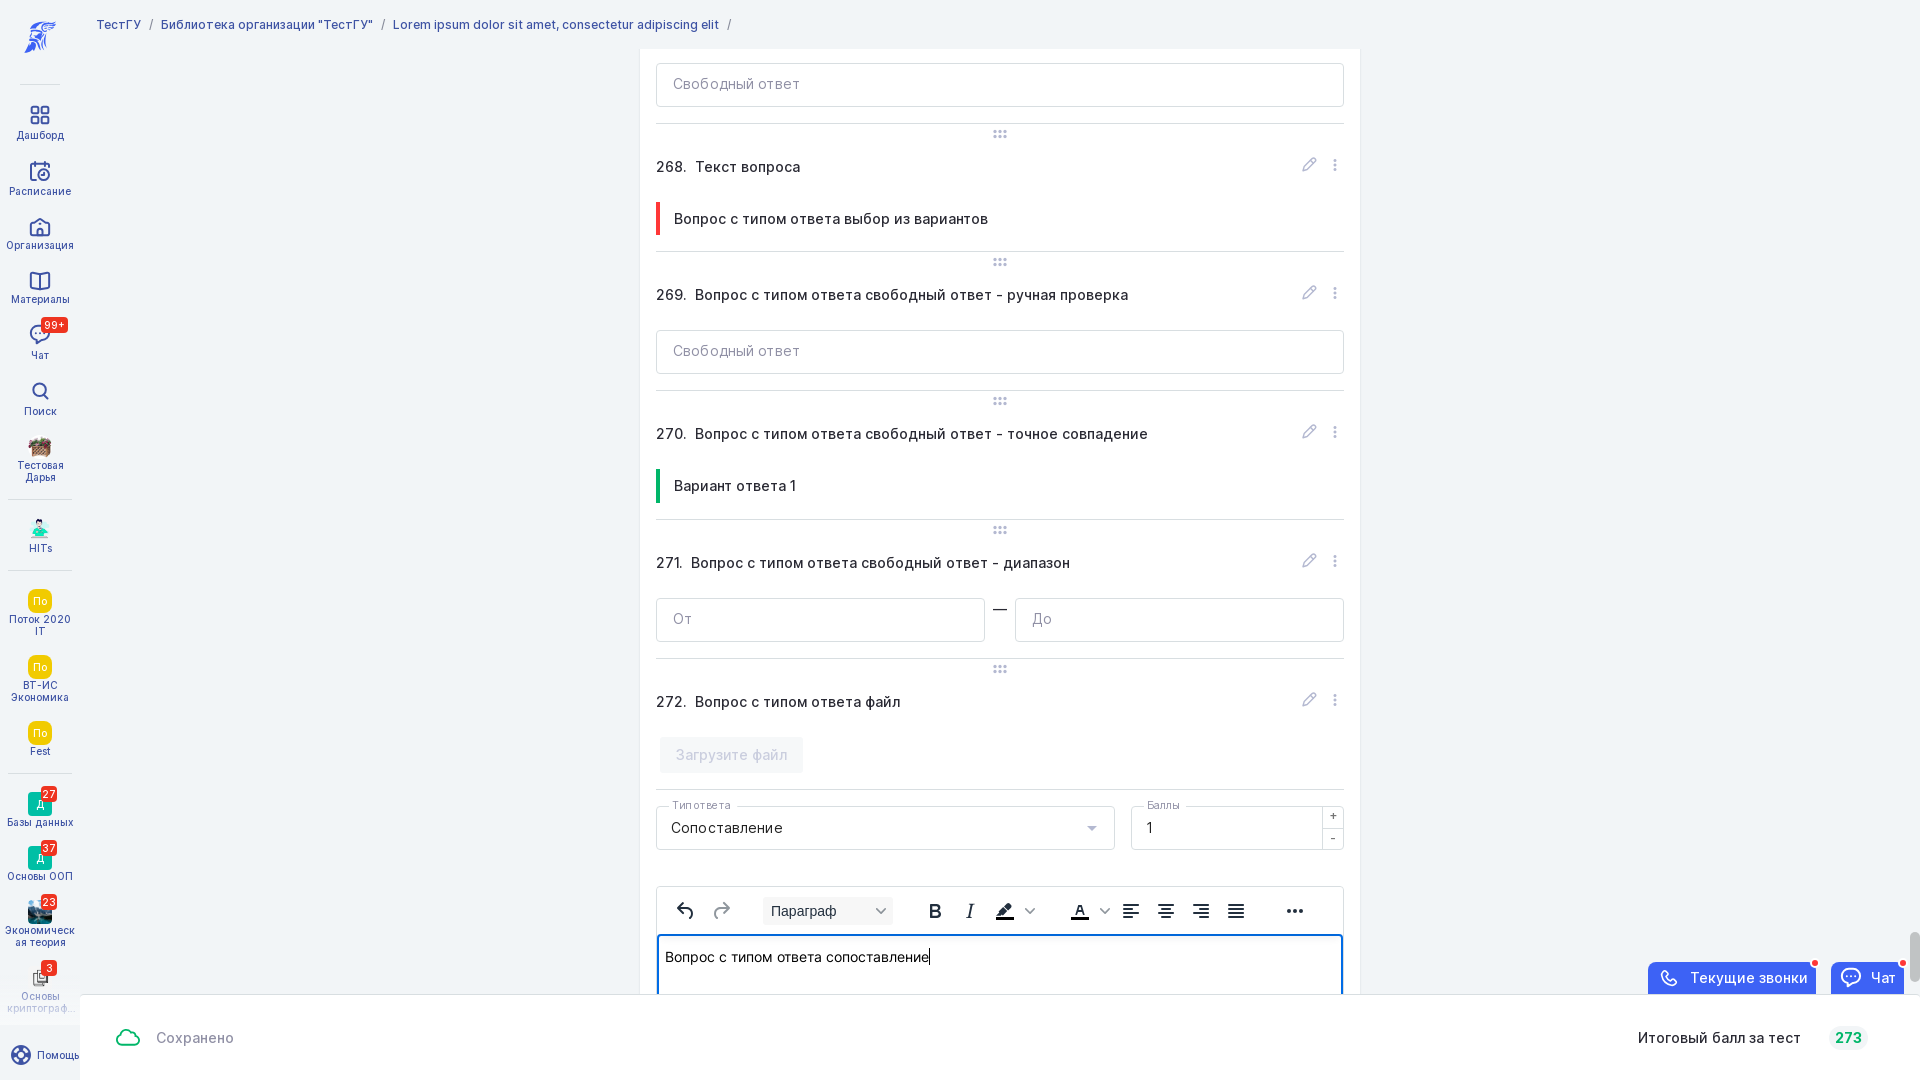 ТестГУ / Библиотека организации "ТестГУ" / Lorem ipsum dolor sit amet, consectetur adipiscing elit /
Дашборд
Расписание
Организация
Материалы
99+
Чат
Поиск
Тестовая
Дарья
HITs
По
Поток 2020
IT
По
ВТ-ИС
Экономика
По
Fest
27
Д
Базы данных
37
Д
Основы ООП
23
Экономическ
ая теория
3
Основы
криптограф...
Помощь
Свободный ответ
268. Текст вопроса
Вопрос с типом ответа выбор из вариантов
269. Вопрос с типом ответа свободный ответ - ручная проверка
Свободный ответ
270. Вопрос с типом ответа свободный ответ - точное совпадение
Вариант ответа 1
271. Вопрос с типом ответа свободный ответ - диапазон
От — До
272. Вопрос с типом ответа файл
Загрузите файл
Тип ответа
Сопоставление
Баллы
1
+
-
Параграф
B I A
Вопрос с типом ответа сопоставление
Текущие звонки
Чат
Сохранено
Итоговый балл за тест 273